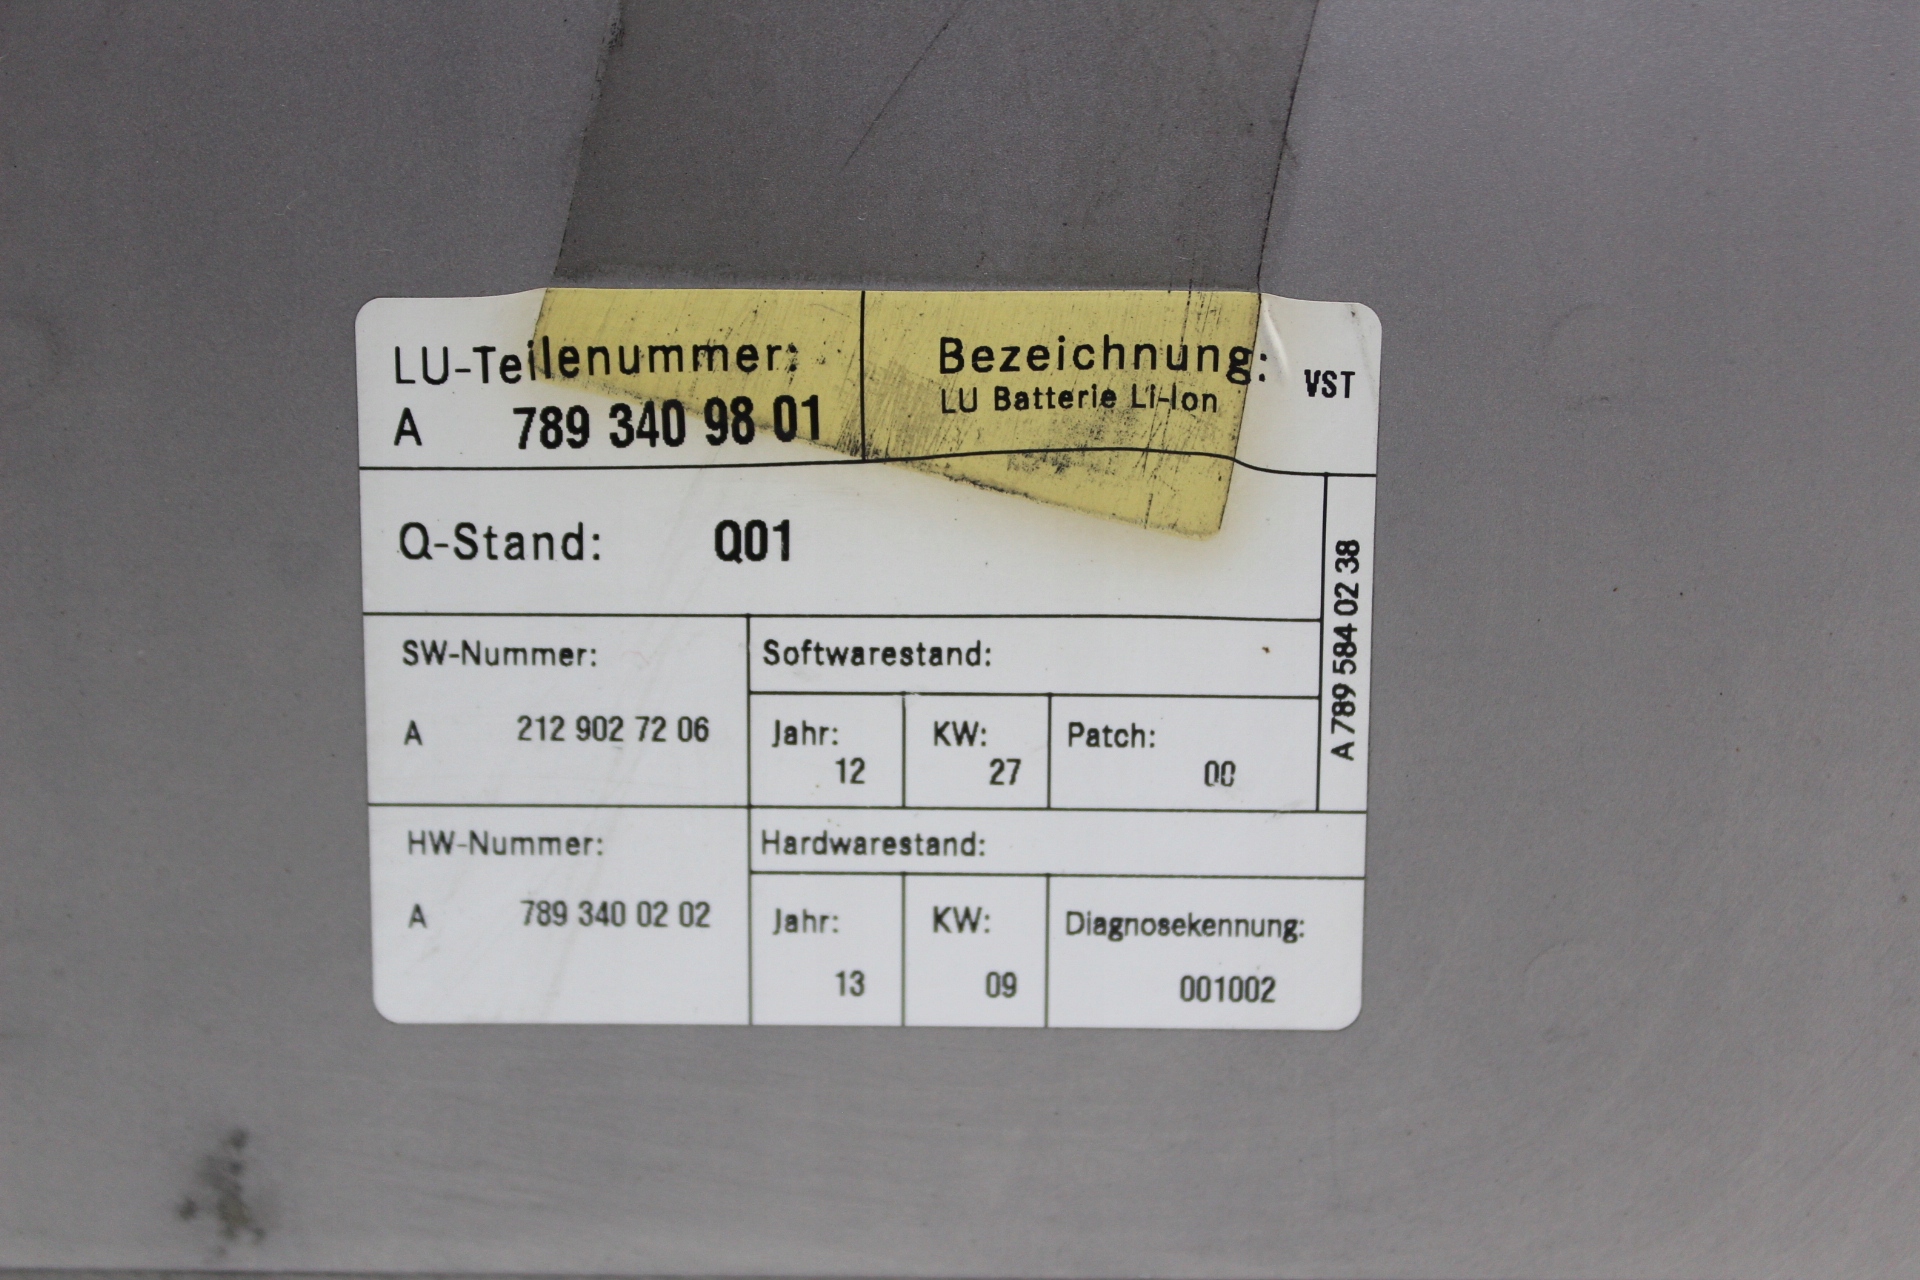 LU-Teilenummer:
A 789 340 98 01
Bezeichnung:
LU Batterie Li-Ion
VST
Q-Stand: Q01
A 789 584 02 38
SW-Nummer:
A 212 902 72 06
Softwarestand:
Jahr: KW: Patch:
12 27 00
HW-Nummer:
A 789 340 02 02
Hardwarestand:
Jahr: KW: Diagnosekennung:
13 09 001002